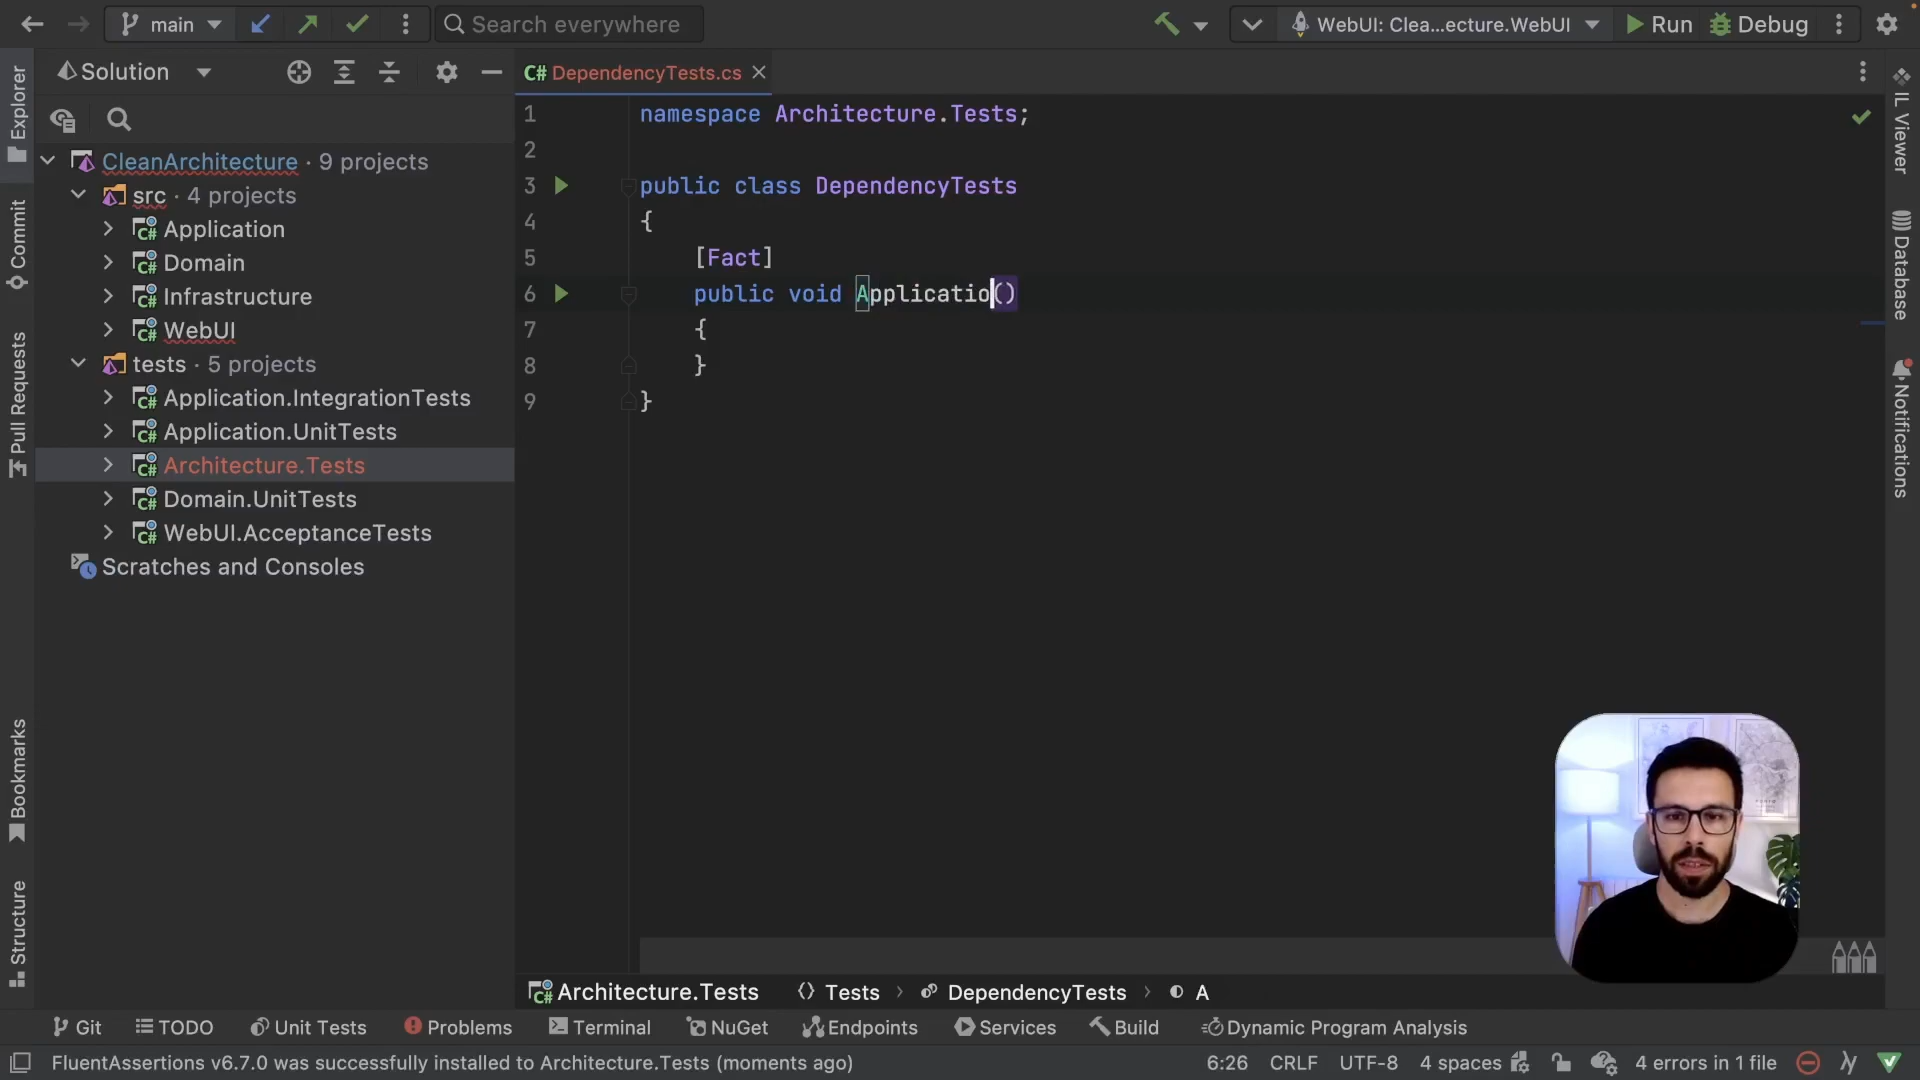 main
Search everywhere
WebUI: Clea...ecture.WebUI
Run
Debug
Explorer
Commit
Pull Requests
Bookmarks
Structure
Solution
CleanArchitecture · 9 projects
src · 4 projects
Application
Domain
Infrastructure
WebUI
tests · 5 projects
Application.IntegrationTests
Application.UnitTests
Architecture.Tests
Domain.UnitTests
WebUI.AcceptanceTests
Scratches and Consoles
C# DependencyTests.cs
1 namespace Architecture.Tests;
2
3 public class DependencyTests
4 {
5 [Fact]
6 public void Applicatio()
7 {
8 }
9 }
IL Viewer
Database
Notifications
Architecture.Tests
Tests
DependencyTests
A
Git
TODO
Unit Tests
Problems
Terminal
NuGet
Endpoints
Services
Build
Dynamic Program Analysis
FluentAssertions v6.7.0 was successfully installed to Architecture.Tests (moments ago)
6:26
CRLF
UTF-8
4 spaces
4 errors in 1 file